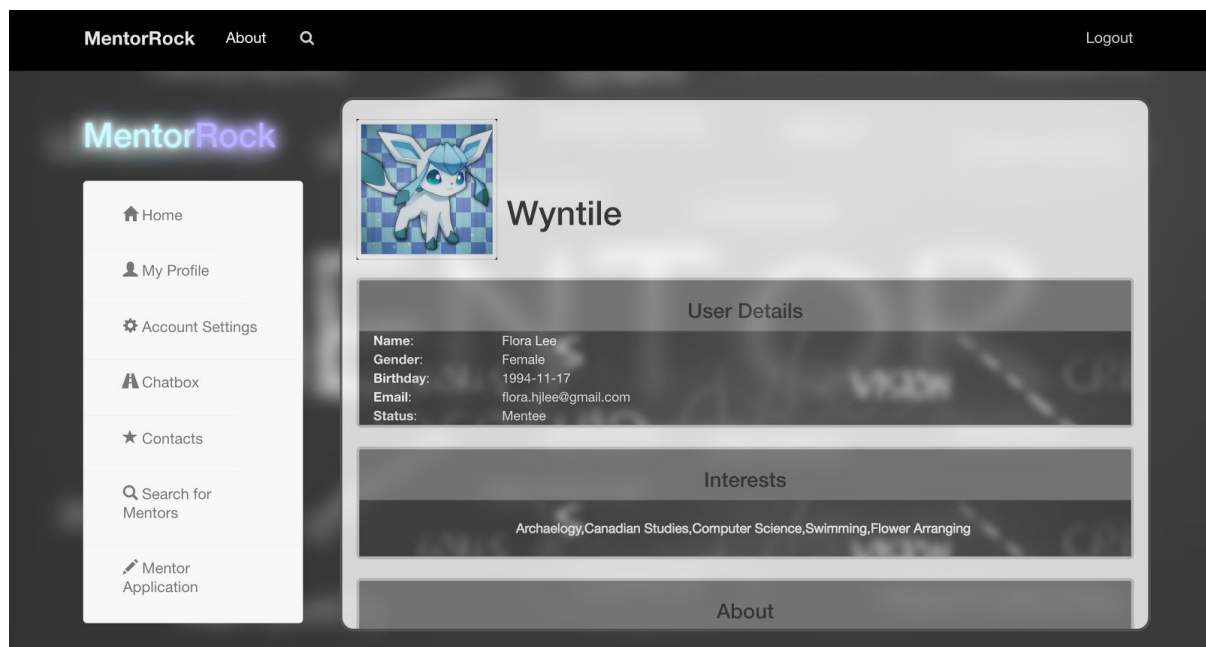 MentorRock About Logout
MentorRock
Home
My Profile
Account Settings
Chatbox
Contacts
Search for
Mentors
Mentor
Application
Wyntile
User Details
Name: Flora Lee
Gender: Female
Birthday: 1994-11-17
Email: flora.hjlee@gmail.com
Status: Mentee
Interests
Archaelogy,Canadian Studies,Computer Science,Swimming,Flower Arranging
About